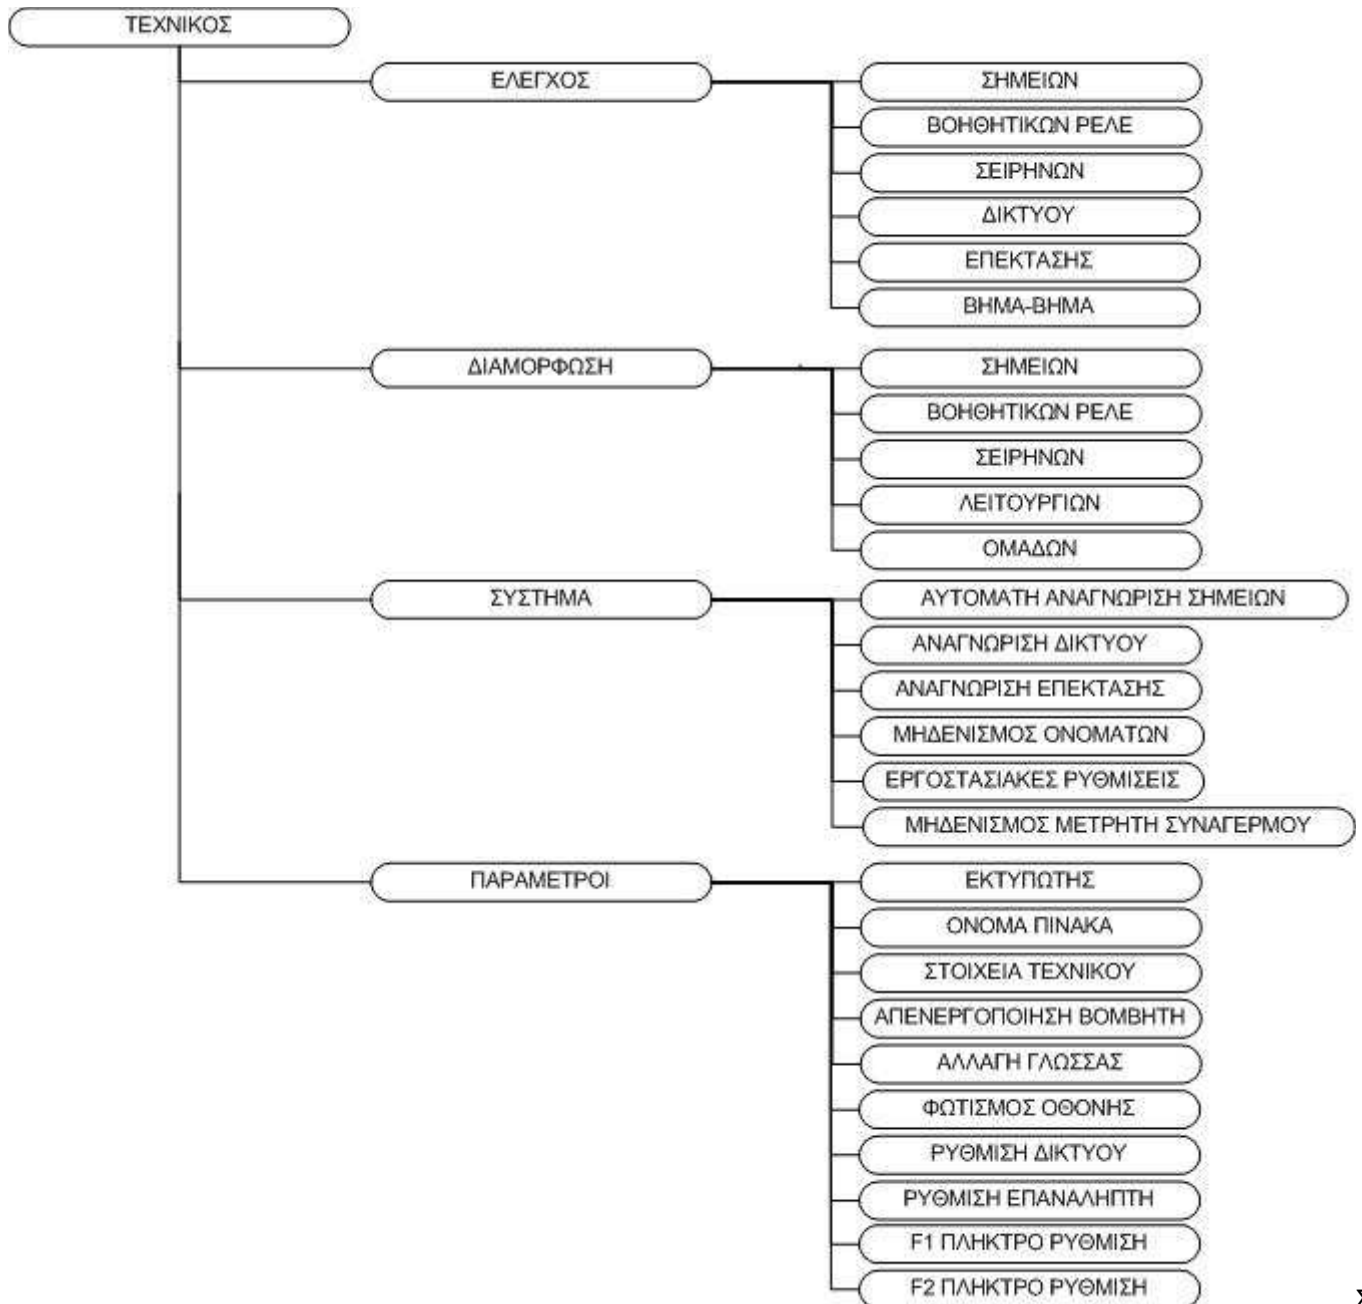 ΤΕΧΝΙΚΟΣ
ΕΛΕΓΧΟΣ
ΣΗΜΕΙΩΝ
ΒΟΗΘΗΤΙΚΩΝ ΡΕΛΕ
ΣΕΙΡΗΝΩΝ
ΔΙΚΤΥΟΥ
ΕΠΕΚΤΑΣΗΣ
ΒΗΜΑ-ΒΗΜΑ
ΔΙΑΜΟΡΦΩΣΗ
ΣΗΜΕΙΩΝ
ΒΟΗΘΗΤΙΚΩΝ ΡΕΛΕ
ΣΕΙΡΗΝΩΝ
ΛΕΙΤΟΥΡΓΙΩΝ
ΟΜΑΔΩΝ
ΣΥΣΤΗΜΑ
ΑΥΤΟΜΑΤΗ ΑΝΑΓΝΩΡΙΣΗ ΣΗΜΕΙΩΝ
ΑΝΑΓΝΩΡΙΣΗ ΔΙΚΤΥΟΥ
ΑΝΑΓΝΩΡΙΣΗ ΕΠΕΚΤΑΣΗΣ
ΜΗΔΕΝΙΣΜΟΣ ΟΝΟΜΑΤΩΝ
ΕΡΓΟΣΤΑΣΙΑΚΕΣ ΡΥΘΜΙΣΕΙΣ
ΜΗΔΕΝΙΣΜΟΣ ΜΕΤΡΗΤΗ ΣΥΝΑΓΕΡΜΟΥ
ΠΑΡΑΜΕΤΡΟΙ
ΕΚΤΥΠΩΤΗΣ
ΟΝΟΜΑ ΠΙΝΑΚΑ
ΣΤΟΙΧΕΙΑ ΤΕΧΝΙΚΟΥ
ΑΠΕΝΕΡΓΟΠΟΙΗΣΗ ΒΟΜΒΗΤΗ
ΑΛΛΑΓΗ ΓΛΩΣΣΑΣ
ΦΩΤΙΣΜΟΣ ΟΘΟΝΗΣ
ΡΥΘΜΙΣΗ ΔΙΚΤΥΟΥ
ΡΥΘΜΙΣΗ ΕΠΑΝΑΛΗΠΤΗ
F1 ΠΛΗΚΤΡΟ ΡΥΘΜΙΣΗ
F2 ΠΛΗΚΤΡΟ ΡΥΘΜΙΣΗ